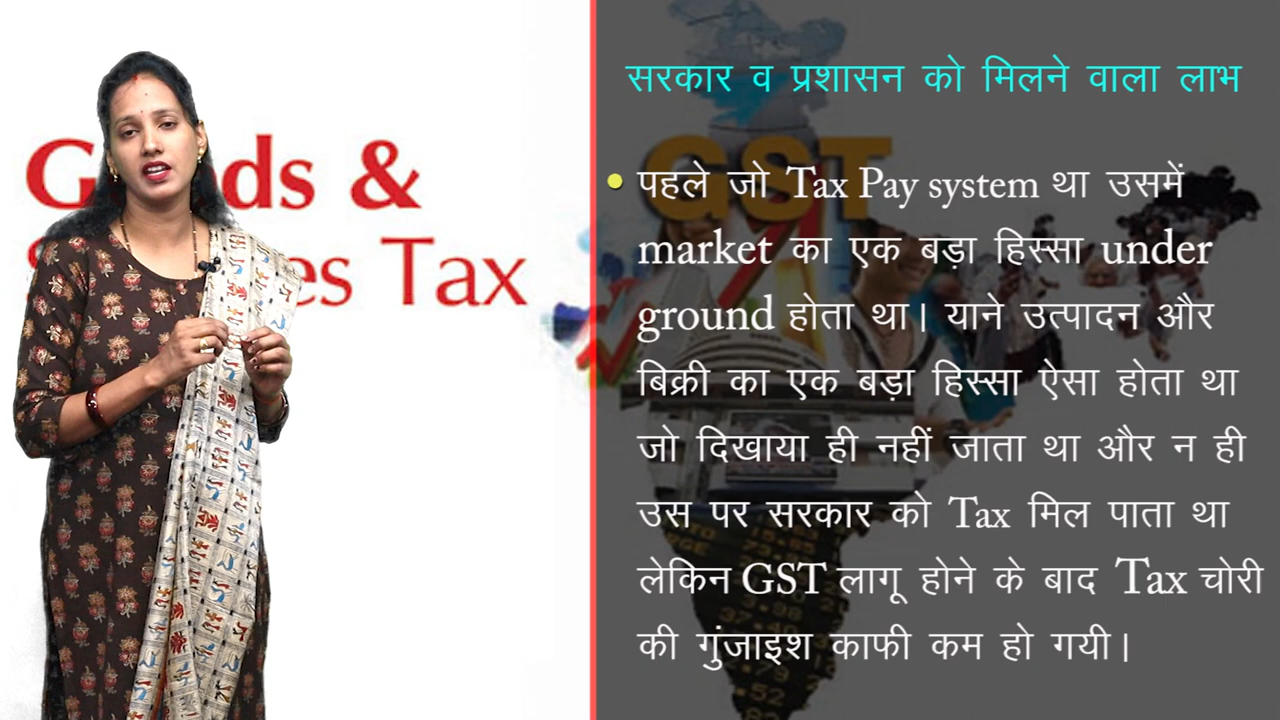 Goods &
Services Tax
GST
सरकार व प्रशासन को मिलने वाला लाभ
• पहले जो Tax Pay system था उसमें
market का एक बड़ा हिस्सा under
ground होता था। याने उत्पादन और
बिक्री का एक बड़ा हिस्सा ऐसा होता था
जो दिखाया ही नहीं जाता था और न ही
उस पर सरकार को Tax मिल पाता था
लेकिन GST लागू होने के बाद Tax चोरी
की गुंजाइश काफी कम हो गयी।